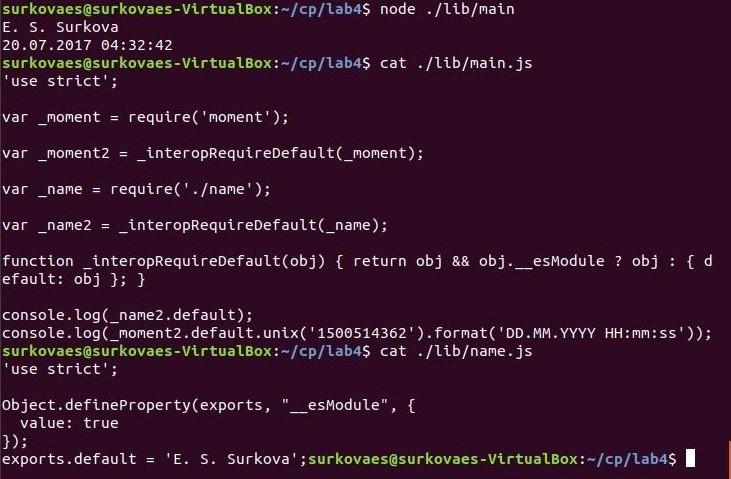 surkovaes@surkovaes-VirtualBox:~/cp/lab4$ node ./lib/main
E. S. Surkova
20.07.2017 04:32:42
surkovaes@surkovaes-VirtualBox:~/cp/lab4$ cat ./lib/main.js
'use strict';
var _moment = require('moment');
var _moment2 = _interopRequireDefault(_moment);
var _name = require('./name');
var _name2 = _interopRequireDefault(_name);
function _interopRequireDefault(obj) { return obj && obj.__esModule ? obj : { d
efault: obj }; }
console.log(_name2.default);
console.log(_moment2.default.unix('1500514362').format('DD.MM.YYYY HH:mm:ss'));
surkovaes@surkovaes-VirtualBox:~/cp/lab4$ cat ./lib/name.js
'use strict';
Object.defineProperty(exports, "__esModule", {
  value: true
});
exports.default = 'E. S. Surkova';surkovaes@surkovaes-VirtualBox:~/cp/lab4$